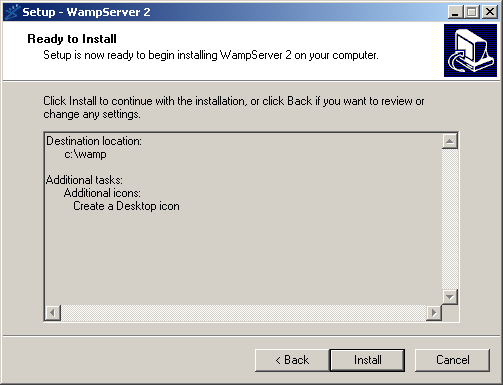 Setup - WampServer 2
Ready to Install
Setup is now ready to begin installing WampServer 2 on your computer.
Click Install to continue with the installation, or click Back if you want to review or
change any settings.
Destination location:
c:\wamp
Additional tasks:
Additional icons:
Create a Desktop icon
< Back
Install
Cancel